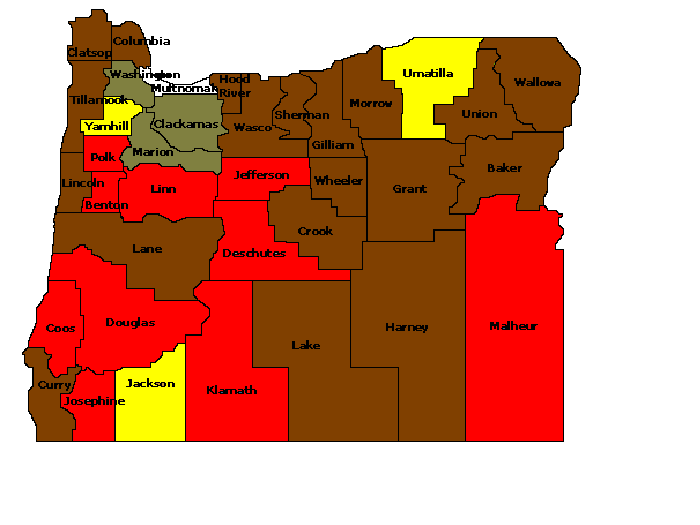 Columbia
Clatsop
Washington
Hood
River
Multnomah
Umatilla
Wallowa
Tillamook
Morrow
Union
Sherman
Yamhill
Clackamas
Wasco
Gilliam
Polk
Marion
Jefferson
Wheeler
Baker
Lincoln
Linn
Grant
Benton
Crook
Lane
Deschutes
Coos
Douglas
Harney
Malheur
Lake
Curry
Jackson
Klamath
Josephine